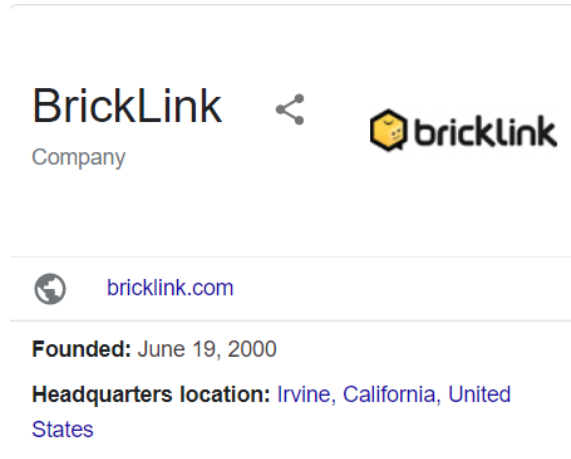 BrickLink
bricklink
Company
bricklink.com
Founded: June 19, 2000
Headquarters location: Irvine, California, United
States